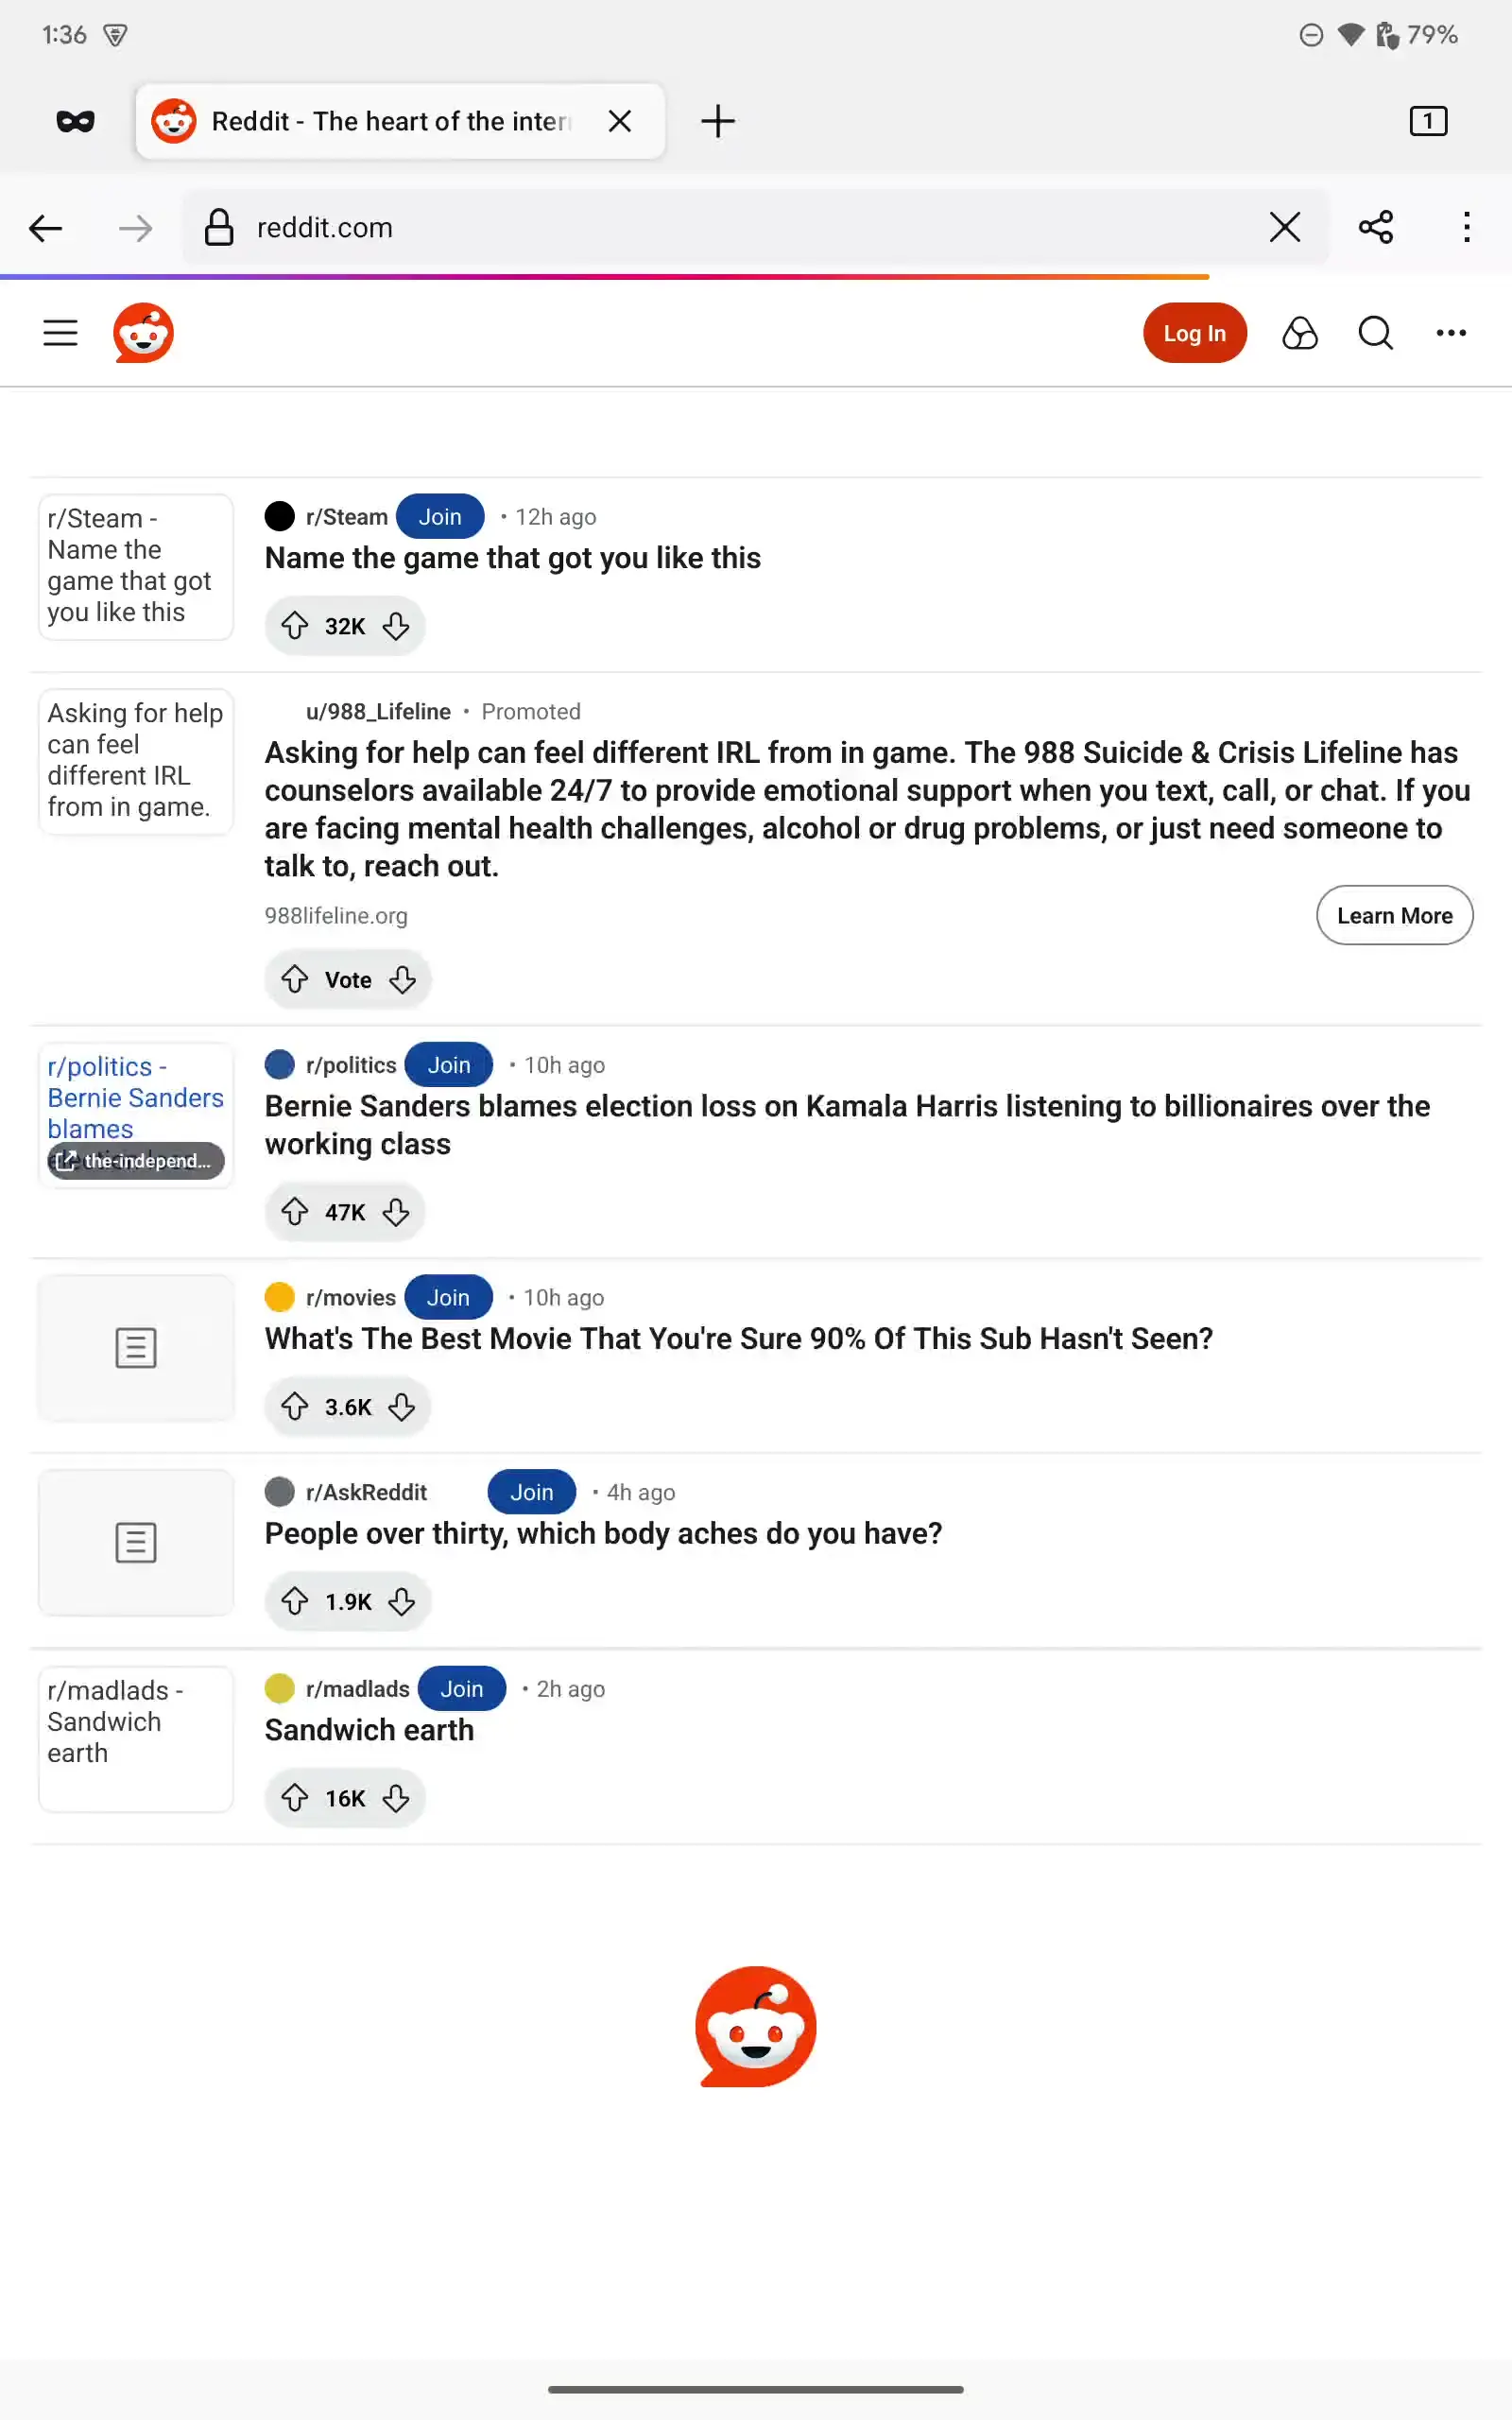 1:36
79%
Reddit - The heart of the inter
1
reddit.com
Log In
r/Steam -
Name the
game that got
you like this
r/Steam Join • 12h ago
Name the game that got you like this
32K
Asking for help
can feel
different IRL
from in game.
u/988_Lifeline • Promoted
Asking for help can feel different IRL from in game. The 988 Suicide & Crisis Lifeline has
counselors available 24/7 to provide emotional support when you text, call, or chat. If you
are facing mental health challenges, alcohol or drug problems, or just need someone to
talk to, reach out.
988lifeline.org
Learn More
Vote
r/politics -
Bernie Sanders
blames
the-independ...
r/politics Join • 10h ago
Bernie Sanders blames election loss on Kamala Harris listening to billionaires over the
working class
47K
r/movies Join • 10h ago
What's The Best Movie That You're Sure 90% Of This Sub Hasn't Seen?
3.6K
r/AskReddit Join • 4h ago
People over thirty, which body aches do you have?
1.9K
r/madlads -
Sandwich
earth
r/madlads Join • 2h ago
Sandwich earth
16K